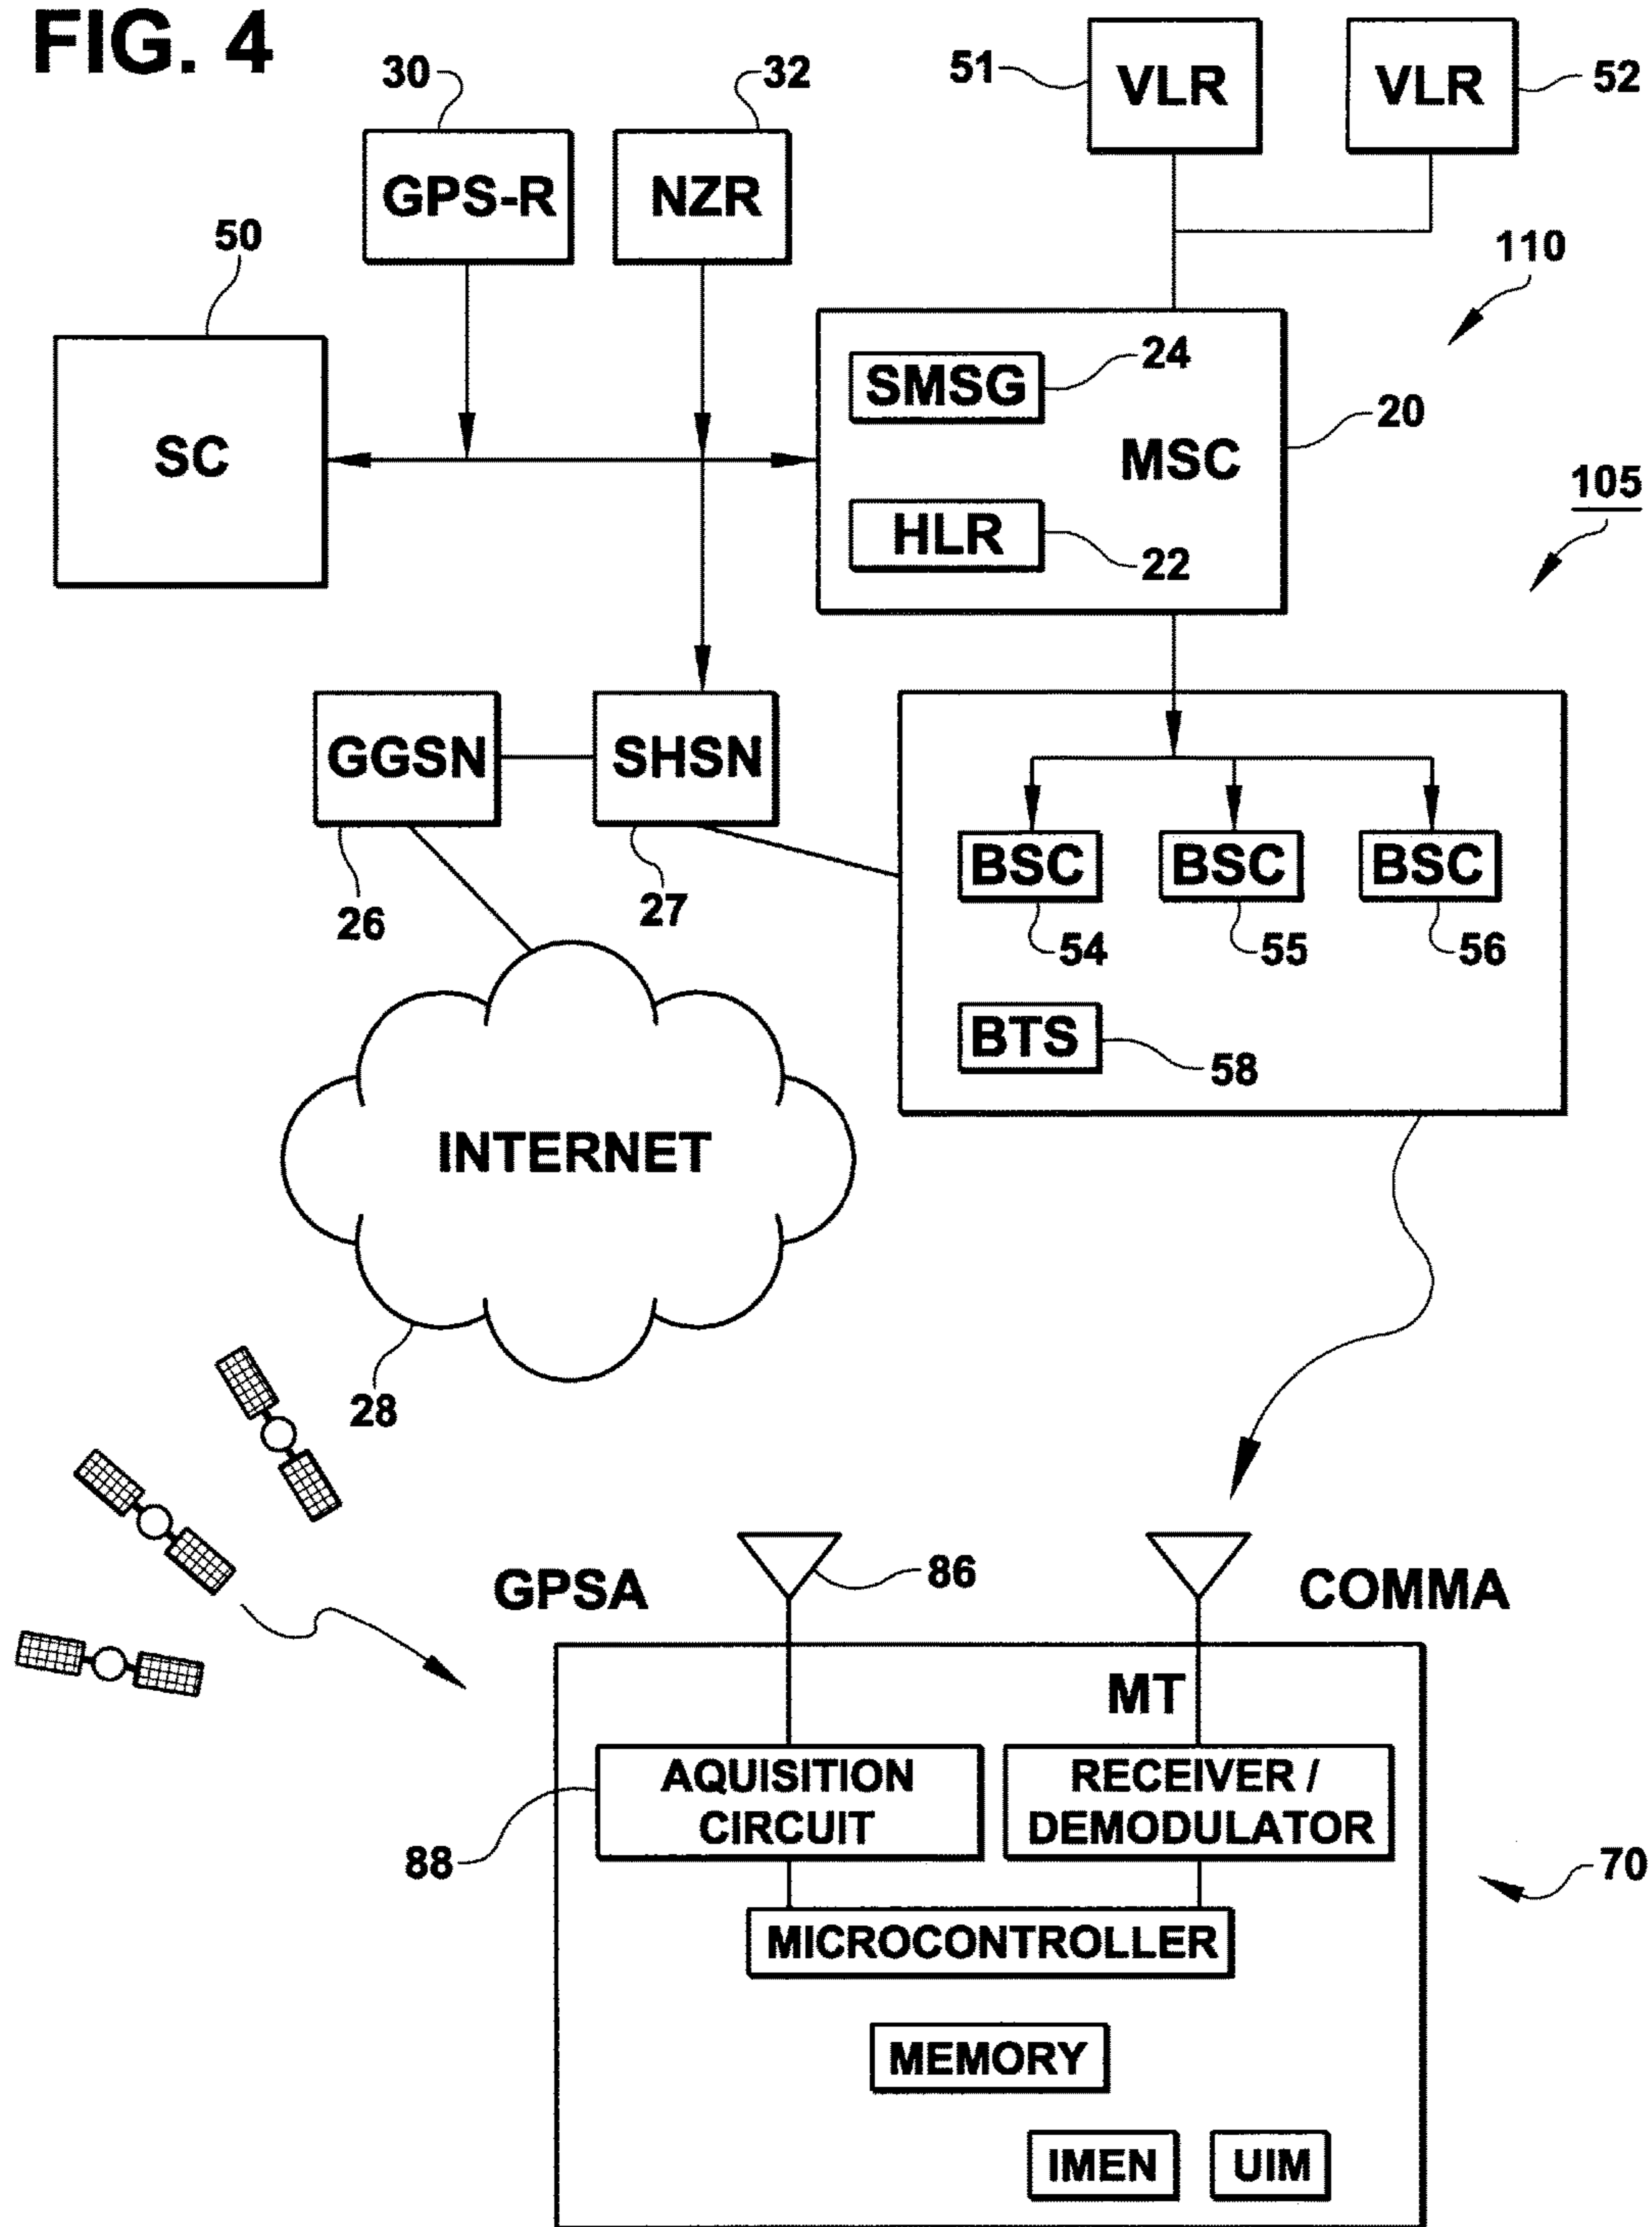 FIG. 4
30
32
51
VLR
VLR
52
GPS-R
NZR
50
110
SMSG
24
20
SC
MSC
HLR
22
105
GGSN
SHSN
26
27
BSC
BSC
BSC
54
55
56
BTS
58
INTERNET
28
GPSA
86
COMMA
MT
AQUISITION
CIRCUIT
RECEIVER /
DEMODULATOR
88
70
MICROCONTROLLER
MEMORY
IMEN
UIM